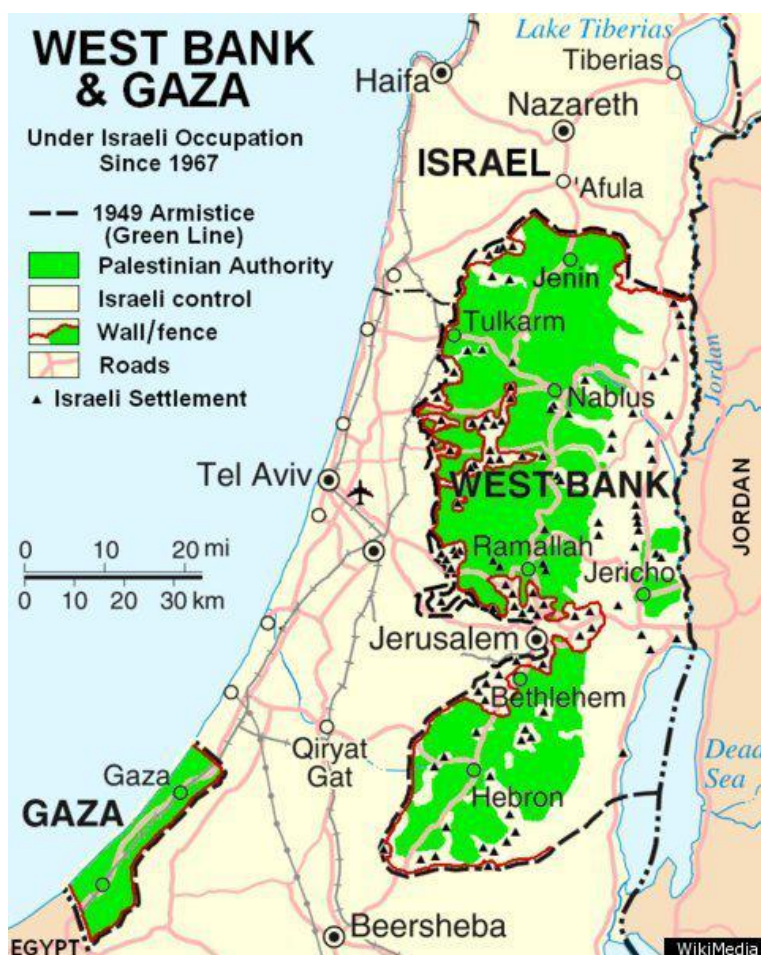 WEST BANK
& GAZA
Under Israeli Occupation
Since 1967
1949 Armistice
(Green Line)
Palestinian Authority
Israeli control
Wall/fence
Roads
Israeli Settlement
Lake Tiberias
Tiberias
Haifa
Nazareth
ISRAEL
'Afula
Jenin
Tulkarm
Nablus
Jordan
Tel Aviv
WEST BANK
JORDAN
0 10 20 mi
0 10 20 30 km
Ramallah
Jericho
Jerusalem
Bethlehem
Qiryat
Gat
Dead
Sea
Gaza
GAZA
Hebron
Beersheba
EGYPT
WikiMedia